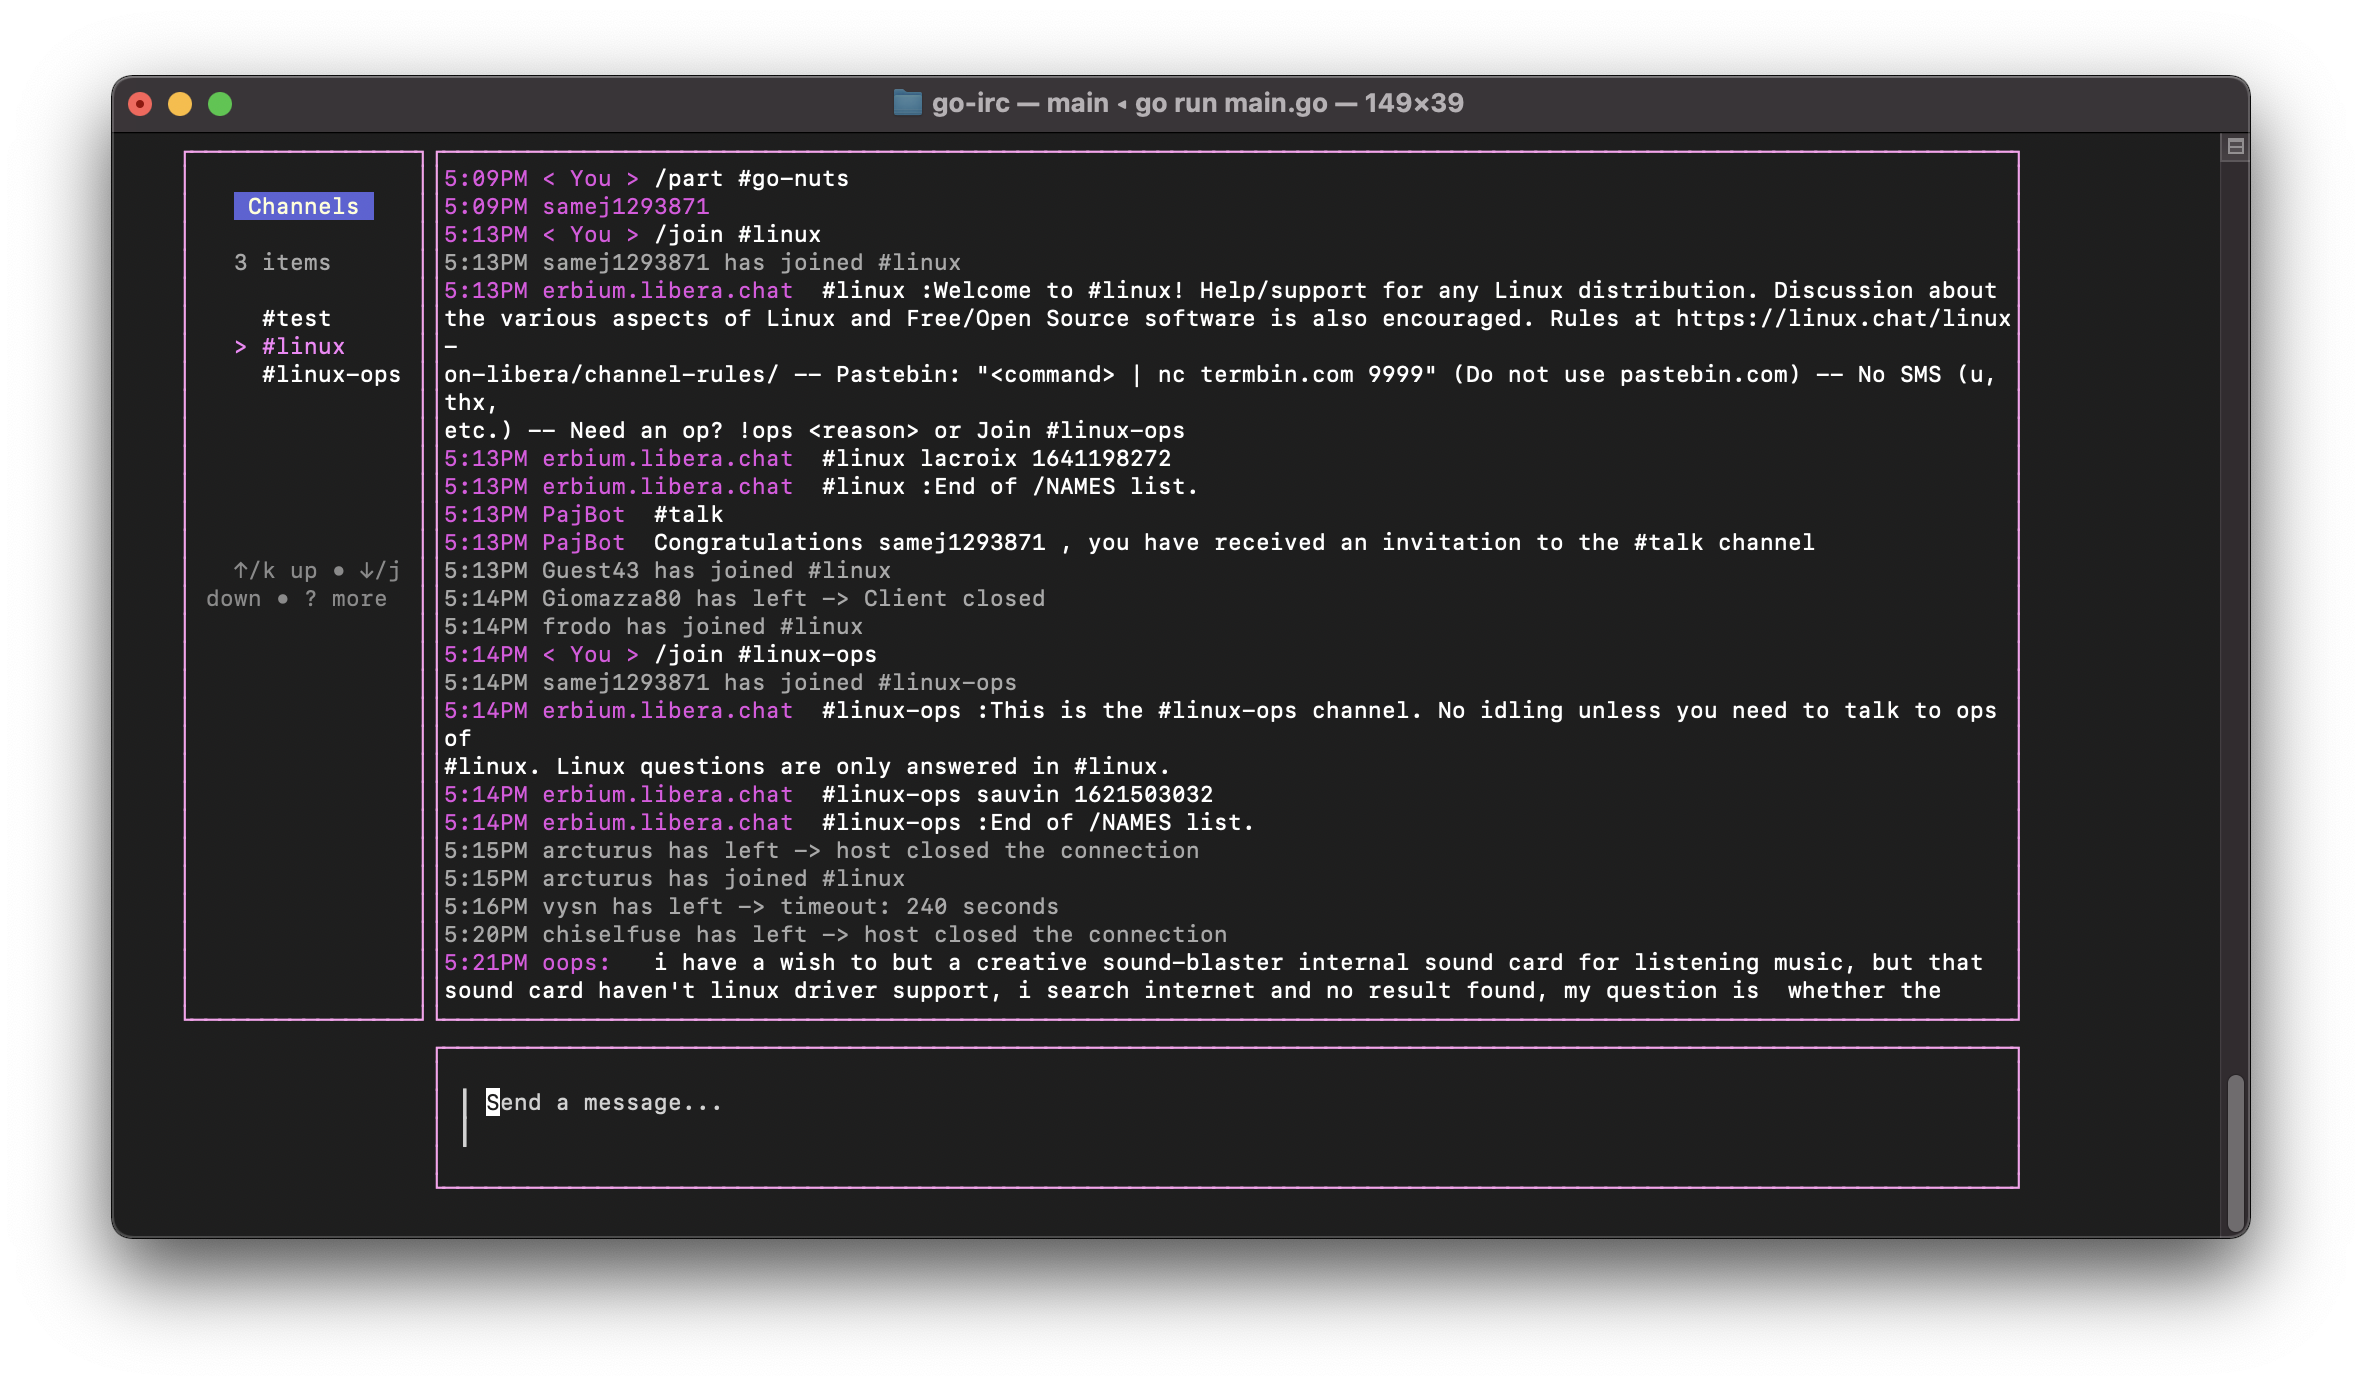 go-irc — main ◂ go run main.go — 149×39
Channels
3 items
#test
> #linux
#linux-ops
↑/k up • ↓/j
down • ? more
5:09PM < You > /part #go-nuts
5:09PM samej1293871
5:13PM < You > /join #linux
5:13PM samej1293871 has joined #linux
5:13PM erbium.libera.chat  #linux :Welcome to #linux! Help/support for any Linux distribution. Discussion about
the various aspects of Linux and Free/Open Source software is also encouraged. Rules at https://linux.chat/linux
-
on-libera/channel-rules/ -- Pastebin: "<command> | nc termbin.com 9999" (Do not use pastebin.com) -- No SMS (u,
thx,
etc.) -- Need an op? !ops <reason> or Join #linux-ops
5:13PM erbium.libera.chat  #linux lacroix 1641198272
5:13PM erbium.libera.chat  #linux :End of /NAMES list.
5:13PM PajBot  #talk
5:13PM PajBot  Congratulations samej1293871 , you have received an invitation to the #talk channel
5:13PM Guest43 has joined #linux
5:14PM Giomazza80 has left -> Client closed
5:14PM frodo has joined #linux
5:14PM < You > /join #linux-ops
5:14PM samej1293871 has joined #linux-ops
5:14PM erbium.libera.chat  #linux-ops :This is the #linux-ops channel. No idling unless you need to talk to ops
of
#linux. Linux questions are only answered in #linux.
5:14PM erbium.libera.chat  #linux-ops sauvin 1621503032
5:14PM erbium.libera.chat  #linux-ops :End of /NAMES list.
5:15PM arcturus has left -> host closed the connection
5:15PM arcturus has joined #linux
5:16PM vysn has left -> timeout: 240 seconds
5:20PM chiselfuse has left -> host closed the connection
5:21PM oops:   i have a wish to but a creative sound-blaster internal sound card for listening music, but that
sound card haven't linux driver support, i search internet and no result found, my question is  whether the
Send a message...